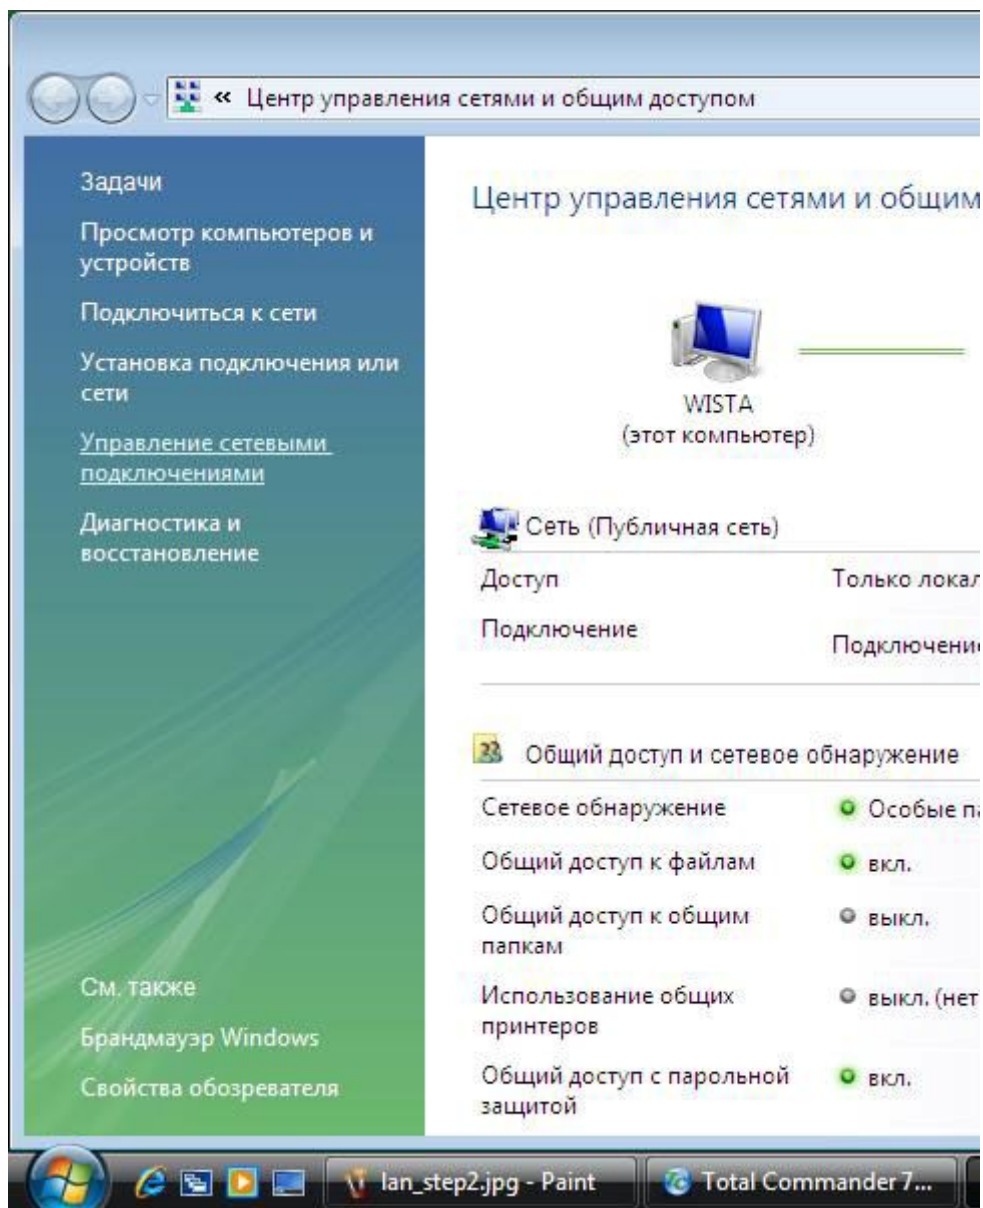 « Центр управления сетями и общим доступом
Задачи
Просмотр компьютеров и
устройств
Подключиться к сети
Установка подключения или
сети
Управление сетевыми
подключениями
Диагностика и
восстановление
См. также
Брандмауэр Windows
Свойства обозревателя
Центр управления сетями и общим
WISTA
(этот компьютер)
Сеть (Публичная сеть)
Доступ Только локал
Подключение Подключени
Общий доступ и сетевое обнаружение
Сетевое обнаружение Особые па
Общий доступ к файлам вкл.
Общий доступ к общим
папкам
выкл.
Использование общих
принтеров
выкл. (нет
Общий доступ с парольной
защитой
вкл.
lan_step2.jpg - Paint Total Commander 7...